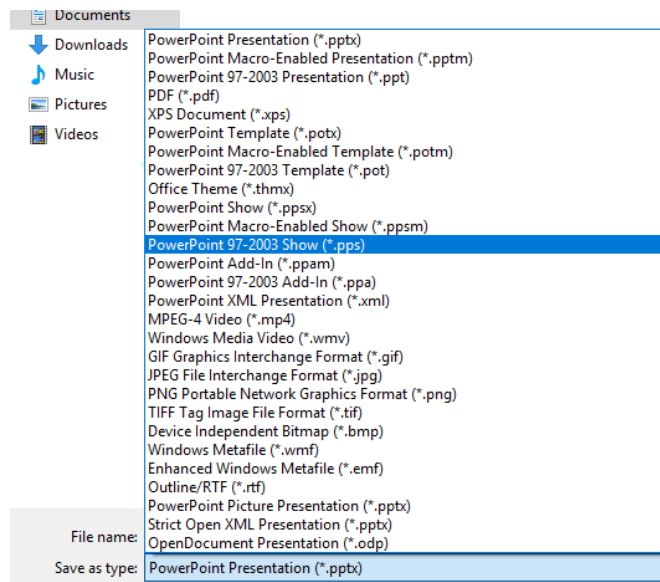 Documents
Downloads
Music
Pictures
Videos
PowerPoint Presentation (*.pptx)
PowerPoint Macro-Enabled Presentation (*.pptm)
PowerPoint 97-2003 Presentation (*.ppt)
PDF (*.pdf)
XPS Document (*.xps)
PowerPoint Template (*.potx)
PowerPoint Macro-Enabled Template (*.potm)
PowerPoint 97-2003 Template (*.pot)
Office Theme (*.thmx)
PowerPoint Show (*.ppsx)
PowerPoint Macro-Enabled Show (*.ppsm)
PowerPoint 97-2003 Show (*.pps)
PowerPoint Add-In (*.ppam)
PowerPoint 97-2003 Add-In (*.ppa)
PowerPoint XML Presentation (*.xml)
MPEG-4 Video (*.mp4)
Windows Media Video (*.wmv)
GIF Graphics Interchange Format (*.gif)
JPEG File Interchange Format (*.jpg)
PNG Portable Network Graphics Format (*.png)
TIFF Tag Image File Format (*.tif)
Device Independent Bitmap (*.bmp)
Windows Metafile (*.wmf)
Enhanced Windows Metafile (*.emf)
Outline/RTF (*.rtf)
PowerPoint Picture Presentation (*.pptx)
Strict Open XML Presentation (*.pptx)
OpenDocument Presentation (*.odp)
File name:
Save as type: PowerPoint Presentation (*.pptx)